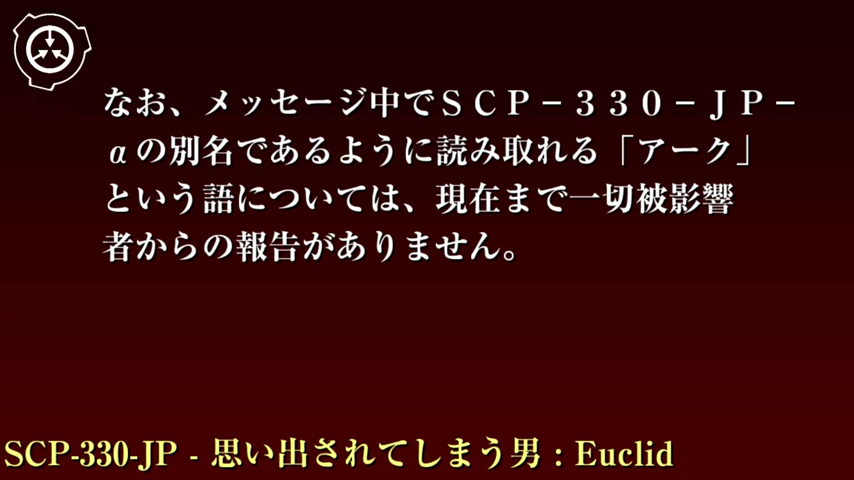 なお、メッセージ中でＳＣＰ－３３０－ＪＰ－
αの別名であるように読み取れる「アーク」
という語については、現在まで一切被影響
者からの報告がありません。
SCP-330-JP - 思い出されてしまう男 : Euclid